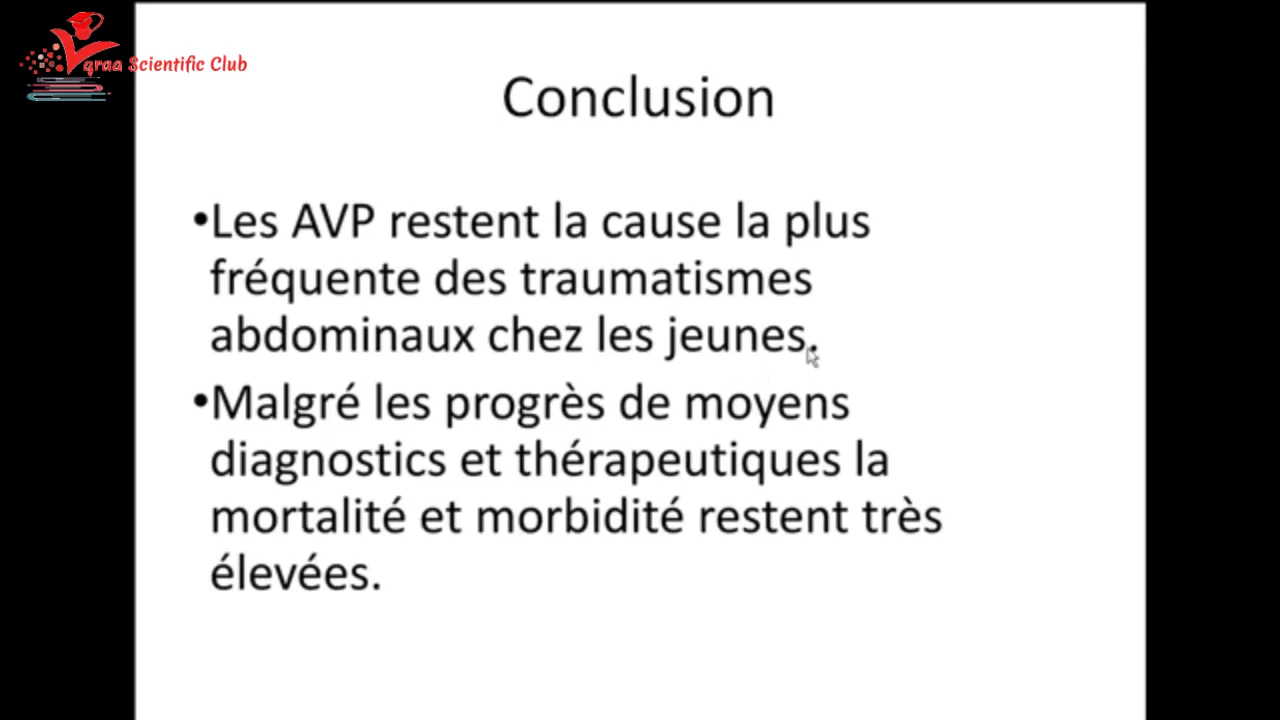 qraa Scientific Club
Conclusion
•Les AVP restent la cause la plus
fréquente des traumatismes
abdominaux chez les jeunes.
•Malgré les progrès de moyens
diagnostics et thérapeutiques la
mortalité et morbidité restent très
élevées.